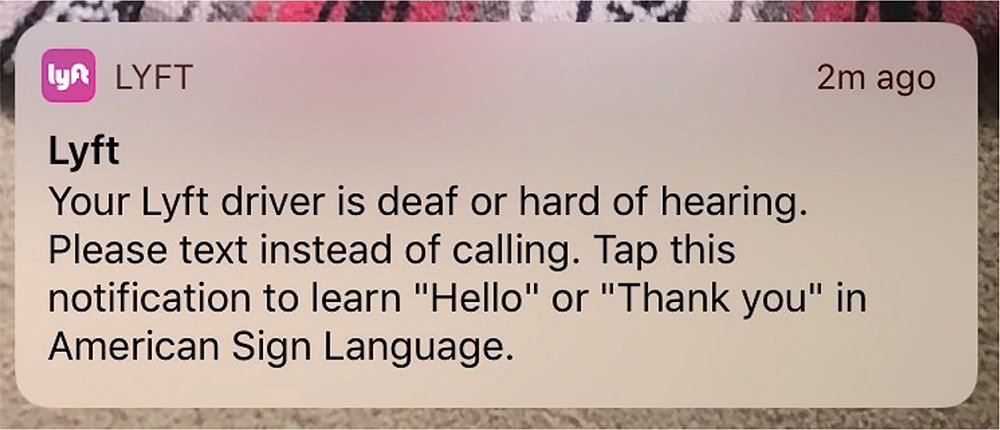 lyft LYFT 2m ago
Lyft
Your Lyft driver is deaf or hard of hearing.
Please text instead of calling. Tap this
notification to learn "Hello" or "Thank you" in
American Sign Language.